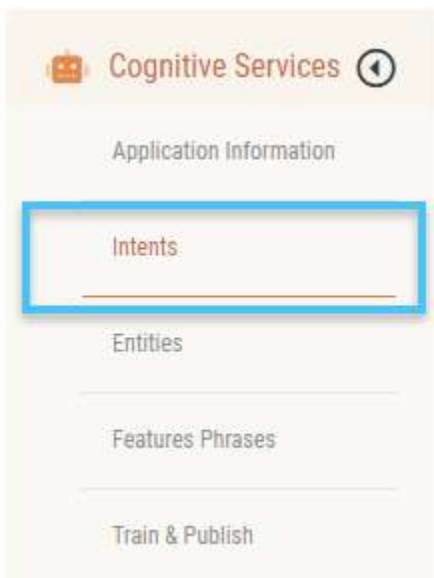 Cognitive Services
Application Information
Intents
Entities
Features Phrases
Train & Publish